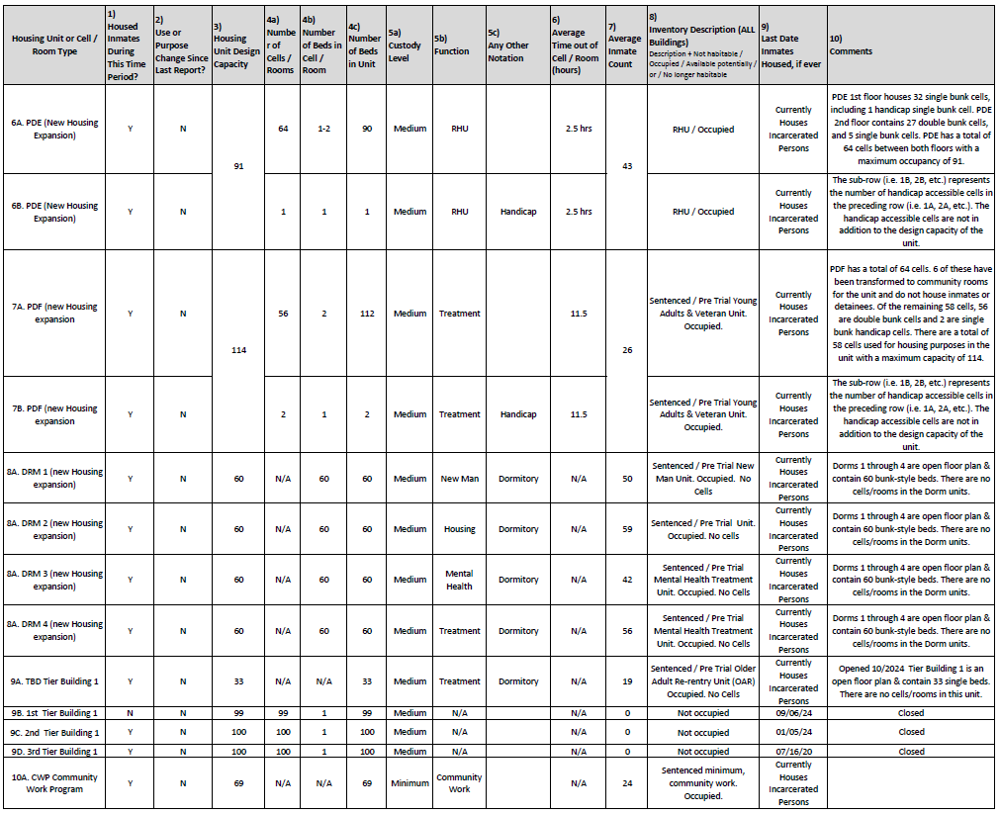 Housing Unit or Cell /
Room Type
1)
Housed
Inmates
During
This Time
Period?
2)
Use or
Purpose
Change Since
Last Report?
3)
Housing
Unit Design
Capacity
4a)
Numbe
r of
Cells /
Rooms
4b)
Number
of Beds in
Cell /
Room
4c)
Number
of Beds
in Unit
5a)
Custody
Level
5b)
Function
5c)
Any Other
Notation
6)
Average
Time out of
Cell / Room
(hours)
7)
Average
Inmate
Count
8)
Inventory Description (ALL
Buildings)
Description + Not habitable /
Occupied / Available potentially /
or / No longer habitable
9)
Last Date
Inmates
Housed, if ever
10)
Comments
6A. PDE (New Housing
Expansion)
Y
N
91
64
1-2
90
Medium
RHU
2.5 hrs
43
RHU / Occupied
Currently
Houses
Incarcerated
Persons
PDE 1st floor houses 32 single bunk cells,
including 1 handicap single bunk cell. PDE
2nd floor contains 27 double bunk cells,
and 5 single bunk cells. PDE has a total of
64 cells between both floors with a
maximum occupancy of 91.
6B. PDE (New Housing
Expansion)
Y
N
1
1
1
Medium
RHU
Handicap
2.5 hrs
RHU / Occupied
Currently
Houses
Incarcerated
Persons
The sub-row (i.e. 1B, 2B, etc.) represents
the number of handicap accessible cells in
the preceding row (i.e. 1A, 2A, etc.). The
handicap accessible cells are not in
addition to the design capacity of the
unit.
7A. PDF (new Housing
expansion
Y
N
114
56
2
112
Medium
Treatment
11.5
26
Sentenced / Pre Trial Young
Adults & Veteran Unit.
Occupied.
Currently
Houses
Incarcerated
Persons
PDF has a total of 64 cells. 6 of these have
been transformed to community rooms
for the unit and do not house inmates or
detainees. Of the remaining 58 cells, 56
are double bunk cells and 2 are single
bunk handicap cells. There are a total of
58 cells used for housing purposes in the
unit with a maximum capacity of 114.
7B. PDF (new Housing
expansion
Y
N
2
1
2
Medium
Treatment
Handicap
11.5
Sentenced / Pre Trial Young
Adults & Veteran Unit.
Occupied.
Currently
Houses
Incarcerated
Persons
The sub-row (i.e. 1B, 2B, etc.) represents
the number of handicap accessible cells in
the preceding row (i.e. 1A, 2A, etc.). The
handicap accessible cells are not in
addition to the design capacity of the
unit.
8A. DRM 1 (new Housing
expansion)
Y
N
60
N/A
60
60
Medium
New Man
Dormitory
N/A
50
Sentenced / Pre Trial New
Man Unit. Occupied. No
Cells
Currently
Houses
Incarcerated
Persons
Dorms 1 through 4 are open floor plan &
contain 60 bunk-style beds. There are no
cells/rooms in the Dorm units.
8A. DRM 2 (new Housing
expansion)
Y
N
60
N/A
60
60
Medium
Housing
Dormitory
N/A
59
Sentenced / Pre Trial Unit.
Occupied. No cells
Currently
Houses
Incarcerated
Persons
Dorms 1 through 4 are open floor plan &
contain 60 bunk-style beds. There are no
cells/rooms in the Dorm units.
8A. DRM 3 (new Housing
expansion)
Y
N
60
N/A
60
60
Medium
Mental
Health
Dormitory
N/A
42
Sentenced / Pre Trial
Mental Health Treatment
Unit. Occupied. No Cells
Currently
Houses
Incarcerated
Persons
Dorms 1 through 4 are open floor plan &
contain 60 bunk-style beds. There are no
cells/rooms in the Dorm units.
8A. DRM 4 (new Housing
expansion)
Y
N
60
N/A
60
60
Medium
Treatment
Dormitory
N/A
56
Sentenced / Pre Trial
Mental Health Treatment
Unit. Occupied. No Cells
Currently
Houses
Incarcerated
Persons
Dorms 1 through 4 are open floor plan &
contain 60 bunk-style beds. There are no
cells/rooms in the Dorm units.
9A. TBD Tier Building 1
Y
N
33
N/A
N/A
33
Medium
Treatment
Dormitory
N/A
19
Sentenced / Pre Trial Older
Adult Re-rentry Unit (OAR)
Occupied. No Cells
Currently
Houses
Incarcerated
Persons
Opened 10/2024 Tier Building 1 is an
open floor plan & contain 33 single beds.
There are no cells/rooms in this unit.
9B. 1st Tier Building 1
N
N
99
99
1
99
Medium
N/A
N/A
0
Not occupied
09/06/24
Closed
9C. 2nd Tier Building 1
Y
N
100
100
1
100
Medium
N/A
N/A
0
Not occupied
01/05/24
Closed
9D. 3rd Tier Building 1
Y
N
100
100
1
100
Medium
N/A
N/A
0
Not occupied
07/16/20
Closed
10A. CWP Community
Work Program
Y
N
69
N/A
N/A
69
Minimum
Community
Work
N/A
24
Sentenced minimum,
community work.
Occupied.
Currently
Houses
Incarcerated
Persons